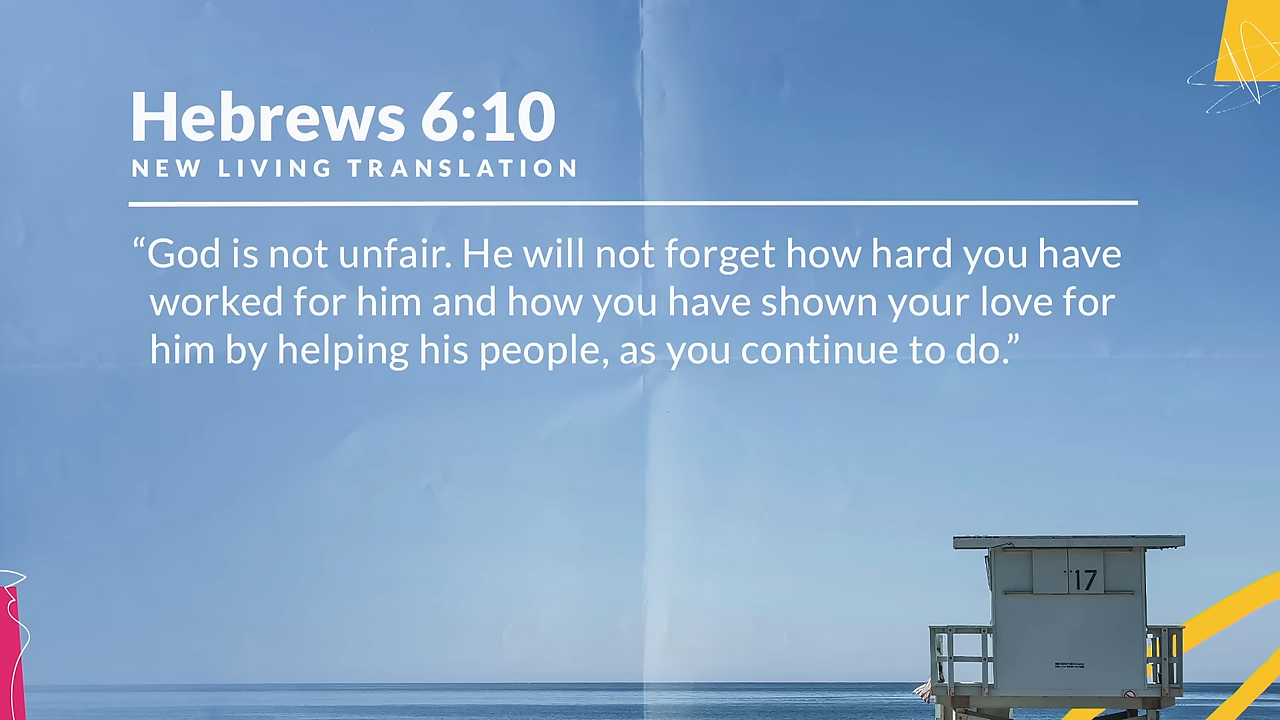 Hebrews 6:10
NEW LIVING TRANSLATION
“God is not unfair. He will not forget how hard you have
worked for him and how you have shown your love for
him by helping his people, as you continue to do.”
17